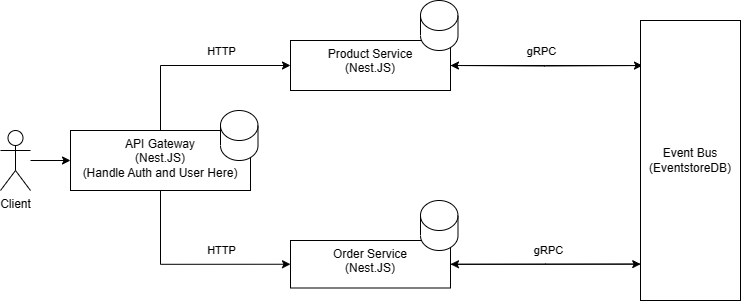 HTTP
Product Service
(Nest.JS)
gRPC
API Gateway
(Nest.JS)
(Handle Auth and User Here)
Client
Event Bus
(EventstoreDB)
HTTP
Order Service
(Nest.JS)
gRPC